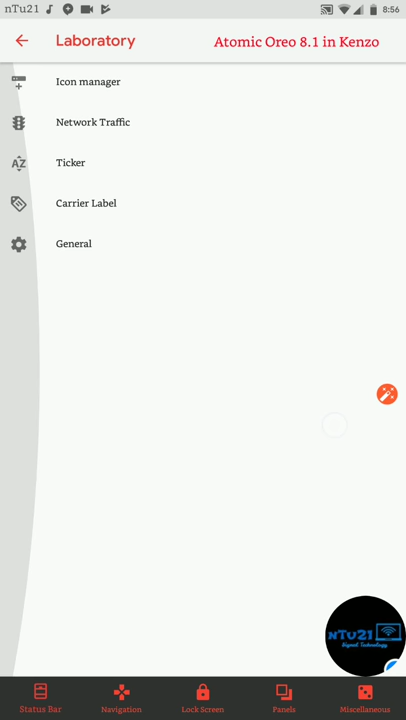 nTu21 8:56
Laboratory Atomic Oreo 8.1 in Kenzo
Icon manager
Network Traffic
AZ Ticker
Carrier Label
General
nTu21
Signal Technology
Status Bar Navigation Lock Screen Panels Miscellaneous